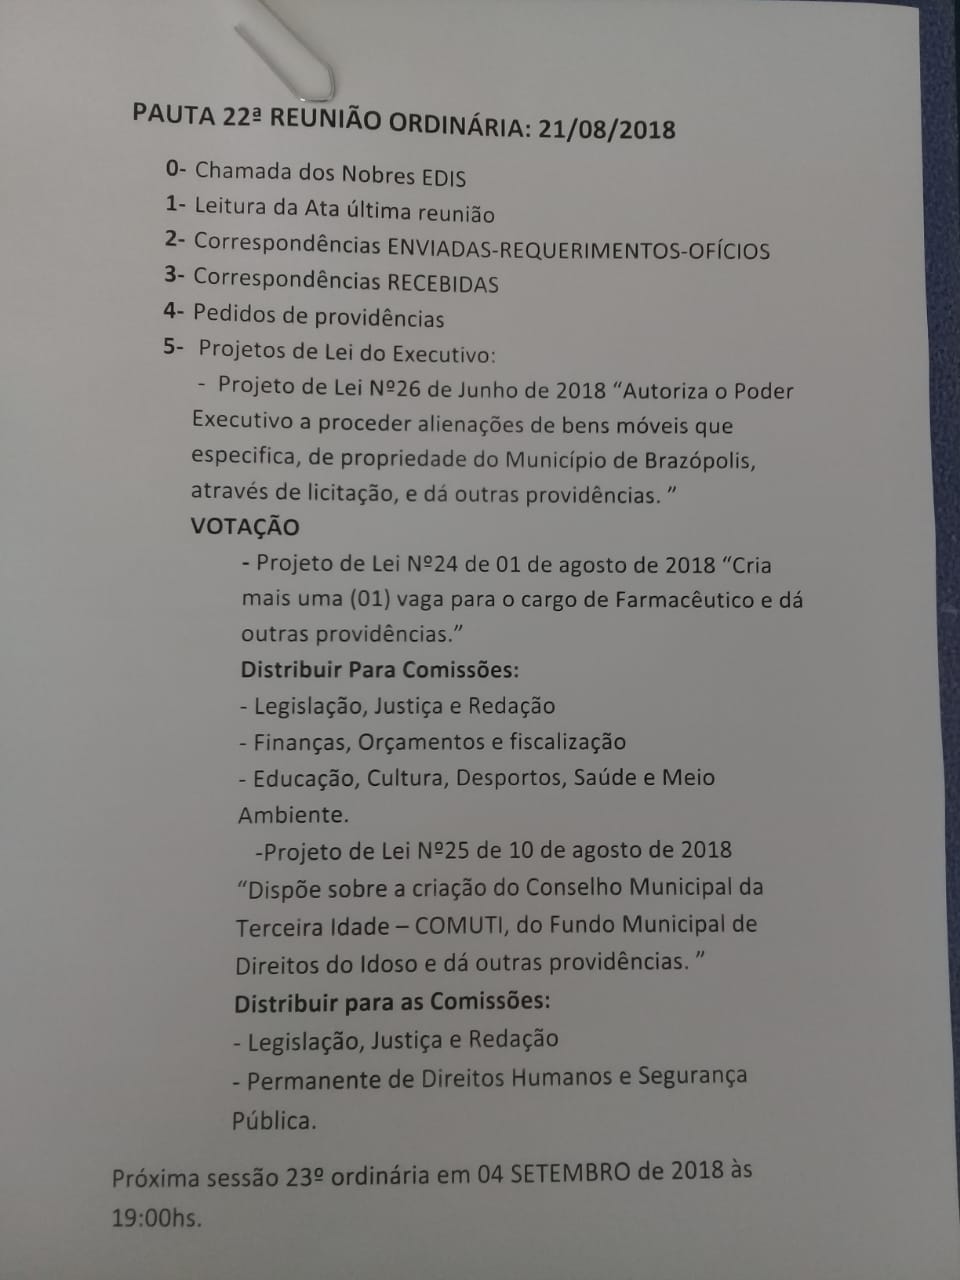 PAUTA 22ª REUNIÃO ORDINÁRIA: 21/08/2018
0- Chamada dos Nobres EDIS
1- Leitura da Ata última reunião
2- Correspondências ENVIADAS-REQUERIMENTOS-OFÍCIOS
3- Correspondências RECEBIDAS
4- Pedidos de providências
5- Projetos de Lei do Executivo:
- Projeto de Lei Nº26 de Junho de 2018 “Autoriza o Poder
Executivo a proceder alienações de bens móveis que
especifica, de propriedade do Município de Brazópolis,
através de licitação, e dá outras providências. ”
VOTAÇÃO
- Projeto de Lei Nº24 de 01 de agosto de 2018 “Cria
mais uma (01) vaga para o cargo de Farmacêutico e dá
outras providências.”
Distribuir Para Comissões:
- Legislação, Justiça e Redação
- Finanças, Orçamentos e fiscalização
- Educação, Cultura, Desportos, Saúde e Meio
Ambiente.
-Projeto de Lei Nº25 de 10 de agosto de 2018
“Dispõe sobre a criação do Conselho Municipal da
Terceira Idade – COMUTI, do Fundo Municipal de
Direitos do Idoso e dá outras providências. ”
Distribuir para as Comissões:
- Legislação, Justiça e Redação
- Permanente de Direitos Humanos e Segurança
Pública.
Próxima sessão 23º ordinária em 04 SETEMBRO de 2018 às
19:00hs.